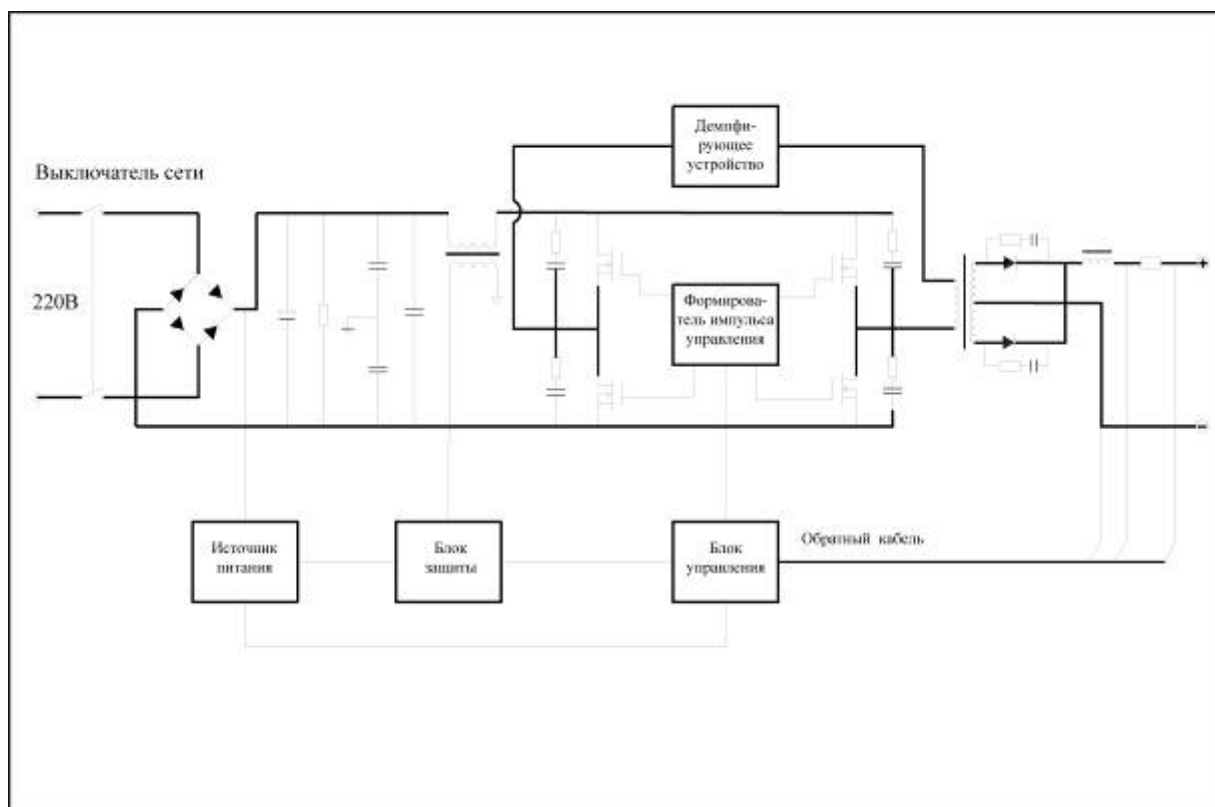 Демпфи-
рующее
устройство
Выключатель сети
220В
Формирова-
тель импульса
управления
+
Источник
питания
Блок
защиты
Блок
управления
Обратный кабель